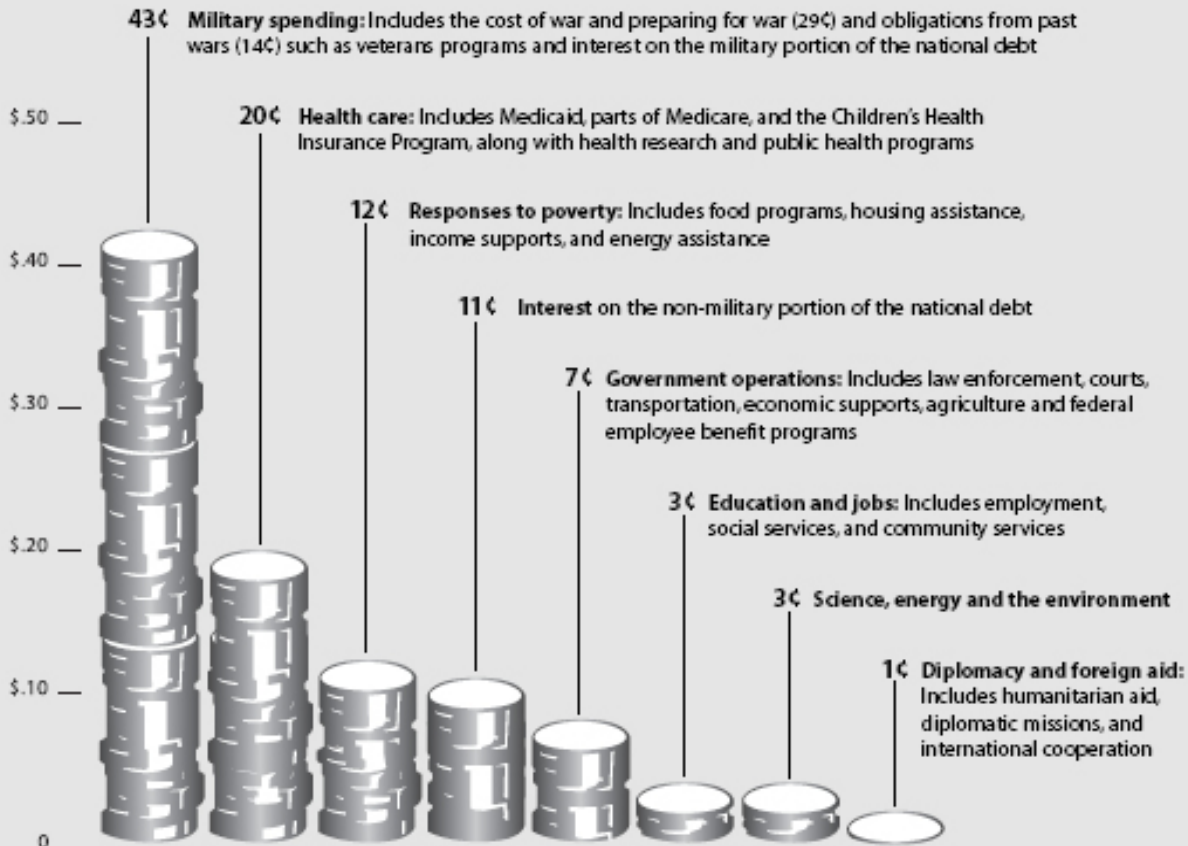 43¢ Military spending: Includes the cost of war and preparing for war (29¢) and obligations from past
wars (14¢) such as veterans programs and interest on the military portion of the national debt
$.50
20¢ Health care: Includes Medicaid, parts of Medicare, and the Children's Health
Insurance Program, along with health research and public health programs
12¢ Responses to poverty: Includes food programs, housing assistance,
income supports, and energy assistance
$.40
11¢ Interest on the non-military portion of the national debt
7¢ Government operations: Includes law enforcement, courts,
transportation, economic supports, agriculture and federal
employee benefit programs
$.30
3¢ Education and jobs: Includes employment,
social services, and community services
$.20
3¢ Science, energy and the environment
1¢ Diplomacy and foreign aid:
Includes humanitarian aid,
diplomatic missions, and
international cooperation
$.10
0